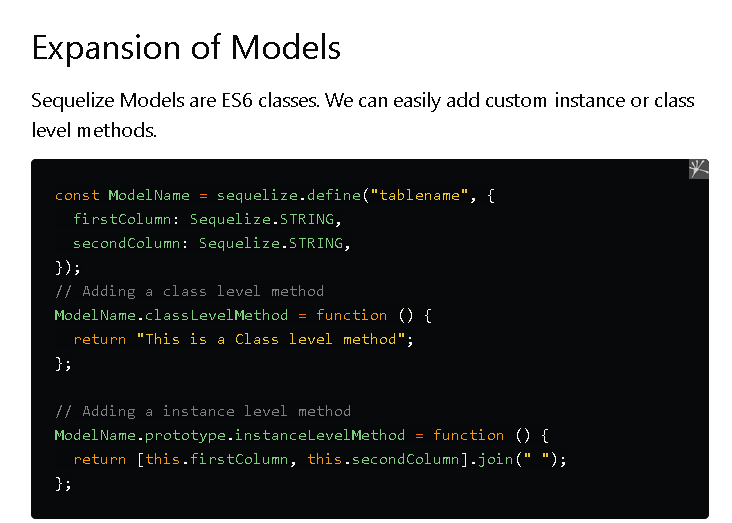 Expansion of Models
Sequelize Models are ES6 classes. We can easily add custom instance or class
level methods.
const ModelName = sequelize.define("tablename", {
  firstColumn: Sequelize.STRING,
  secondColumn: Sequelize.STRING,
});
// Adding a class level method
ModelName.classLevelMethod = function () {
  return "This is a Class level method";
};

// Adding a instance level method
ModelName.prototype.instanceLevelMethod = function () {
  return [this.firstColumn, this.secondColumn].join(" ");
};